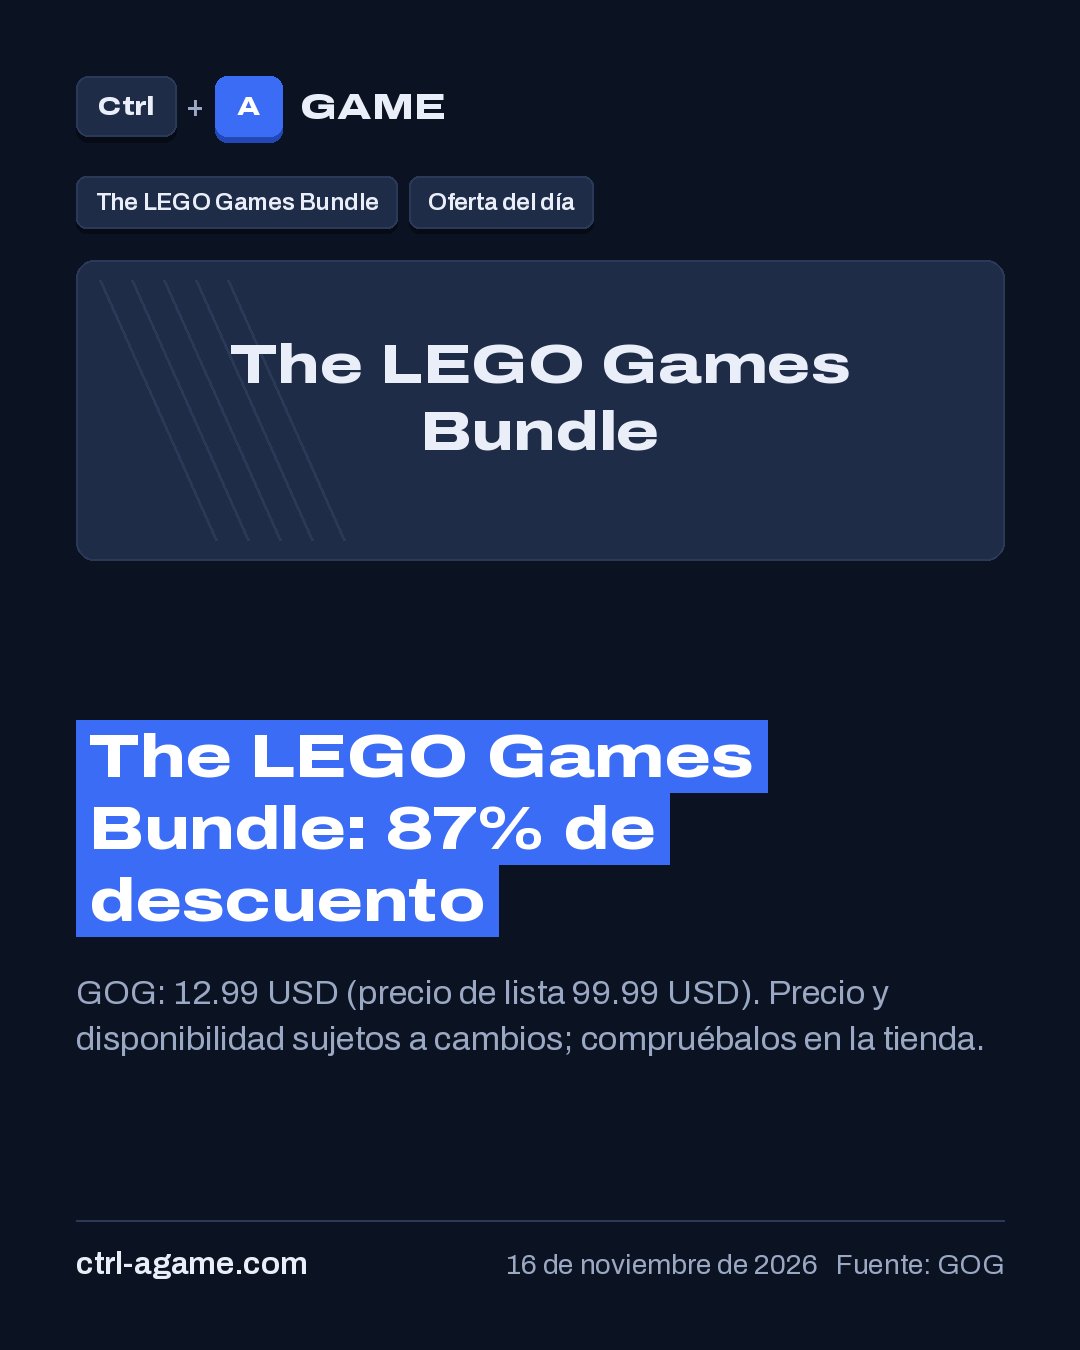 Ctrl + A GAME
The LEGO Games Bundle Oferta del día
The LEGO Games
Bundle
The LEGO Games
Bundle: 87% de
descuento
GOG: 12.99 USD (precio de lista 99.99 USD). Precio y
disponibilidad sujetos a cambios; compruébalos en la tienda.
ctrl-agame.com 16 de noviembre de 2026 Fuente: GOG